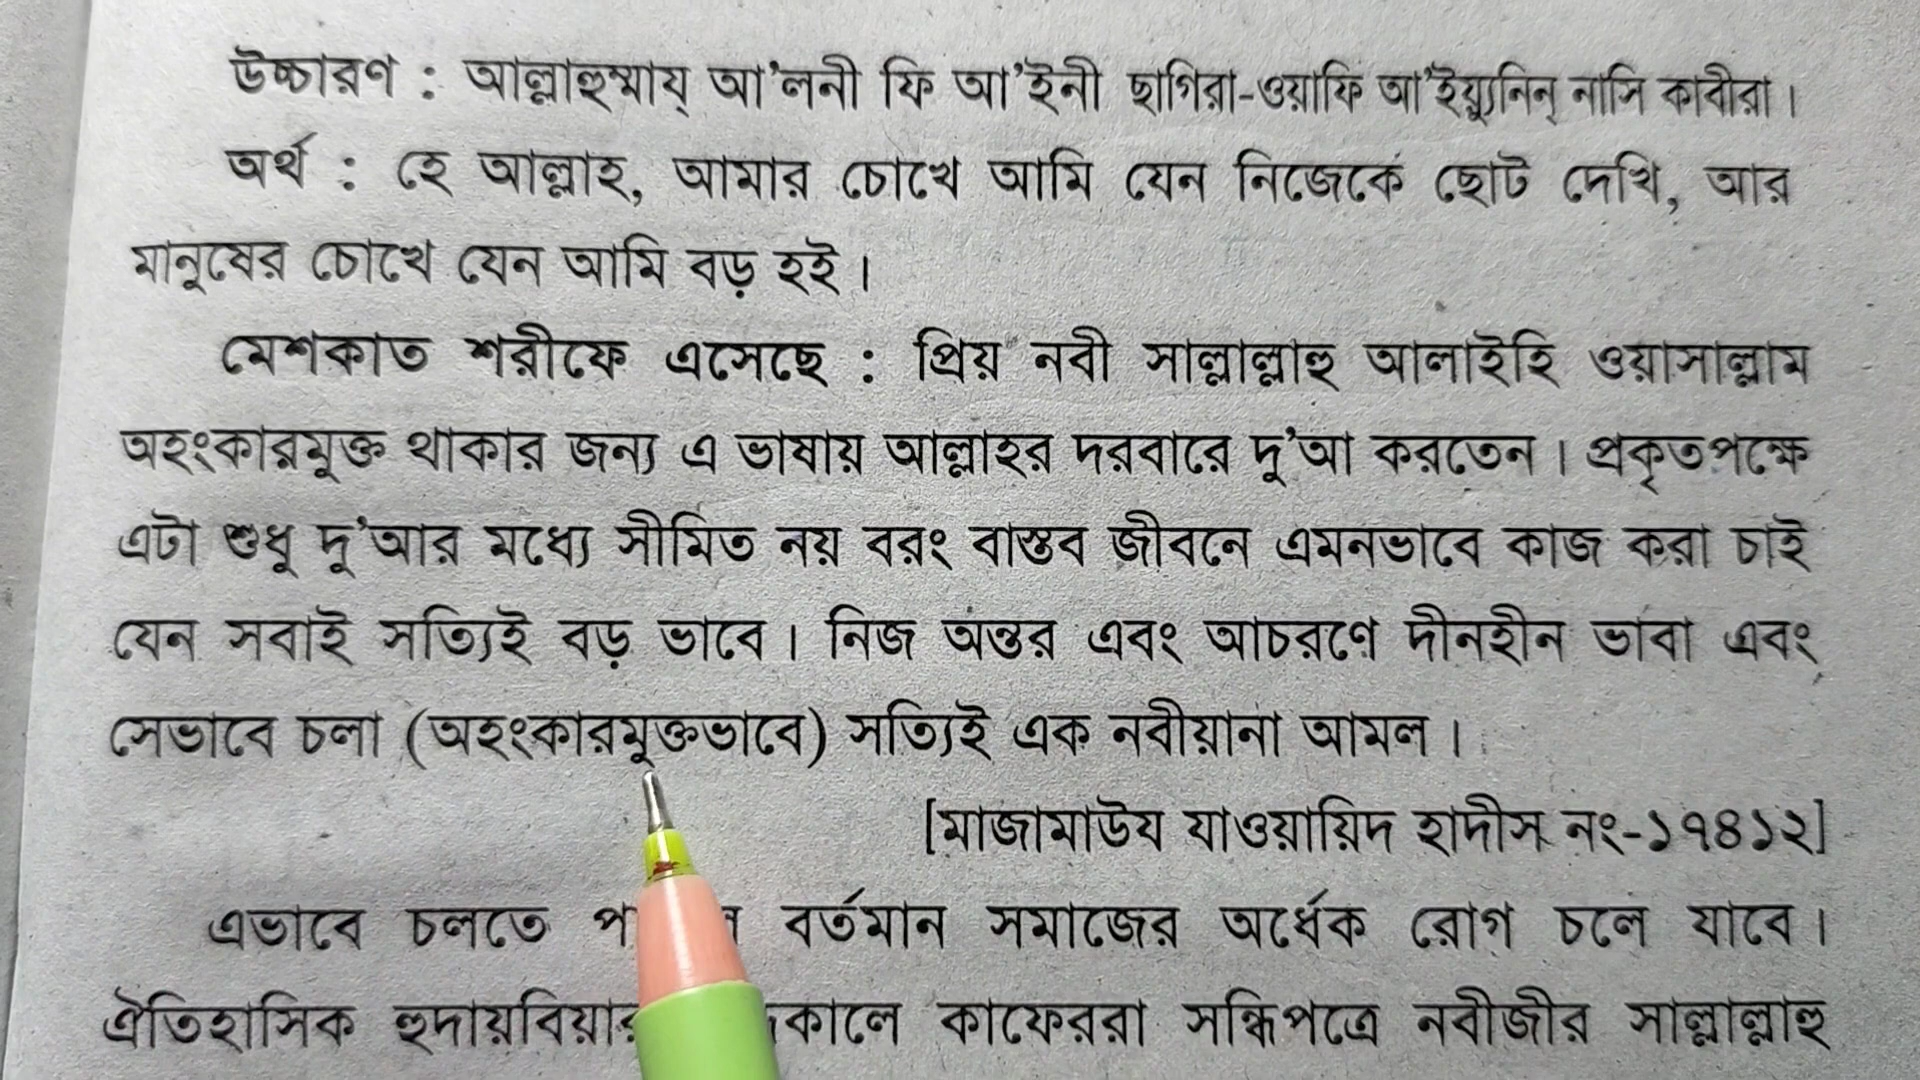 উচ্চারণ : আল্লাহুম্মায্ আ’লনী ফি আ’ইনী ছাগিরা-ওয়াফি আ’ইয়্যুনিন্ নাসি কাবীরা।
অর্থ : হে আল্লাহ, আমার চোখে আমি যেন নিজেকে ছোট দেখি, আর
মানুষের চোখে যেন আমি বড় হই।
মেশকাত শরীফে এসেছে : প্রিয় নবী সাল্লাল্লাহু আলাইহি ওয়াসাল্লাম
অহংকারমুক্ত থাকার জন্য এ ভাষায় আল্লাহর দরবারে দু’আ করতেন। প্রকৃতপক্ষে
এটা শুধু দু’আর মধ্যে সীমিত নয় বরং বাস্তব জীবনে এমনভাবে কাজ করা চাই
যেন সবাই সত্যিই বড় ভাবে। নিজ অন্তর এবং আচরণে দীনহীন ভাবা এবং
সেভাবে চলা (অহংকারমুক্তভাবে) সত্যিই এক নবীয়ানা আমল।
[মাজামাউয যাওয়ায়িদ হাদীস নং-১৭৪১২]
এভাবে চলতে বর্তমান সমাজের অর্ধেক রোগ চলে যাবে।
ঐতিহাসিক হুদায়বিয়ার কাফেররা সন্ধিপত্রে নবীজীর সাল্লাল্লাহু